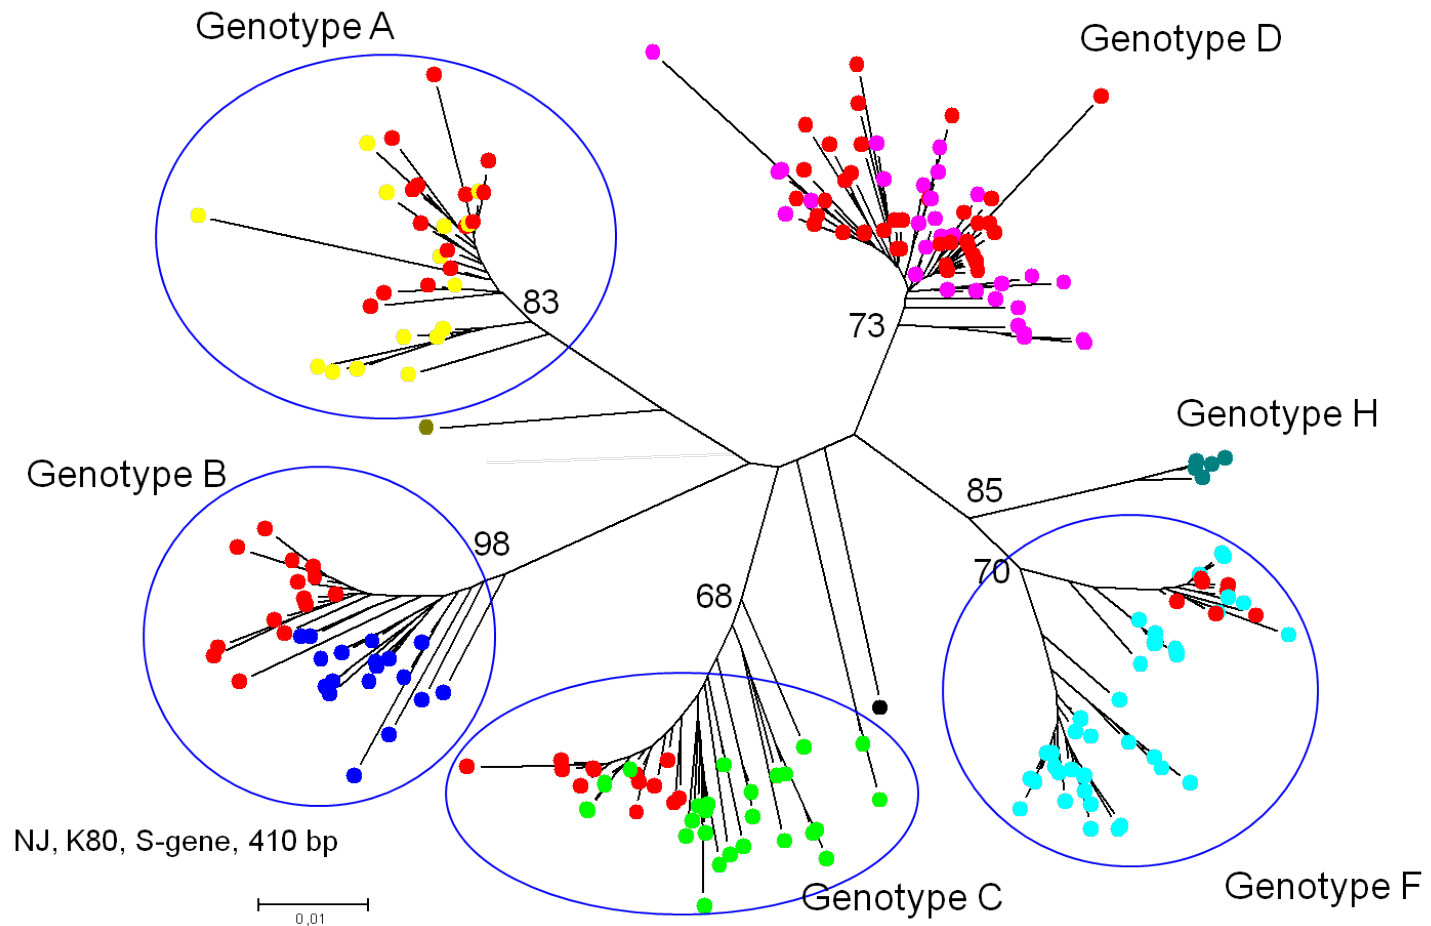 Genotype A
Genotype D
83
73
Genotype H
Genotype B
85
98
70
68
NJ, K80, S-gene, 410 bp
Genotype C
Genotype F
0,01